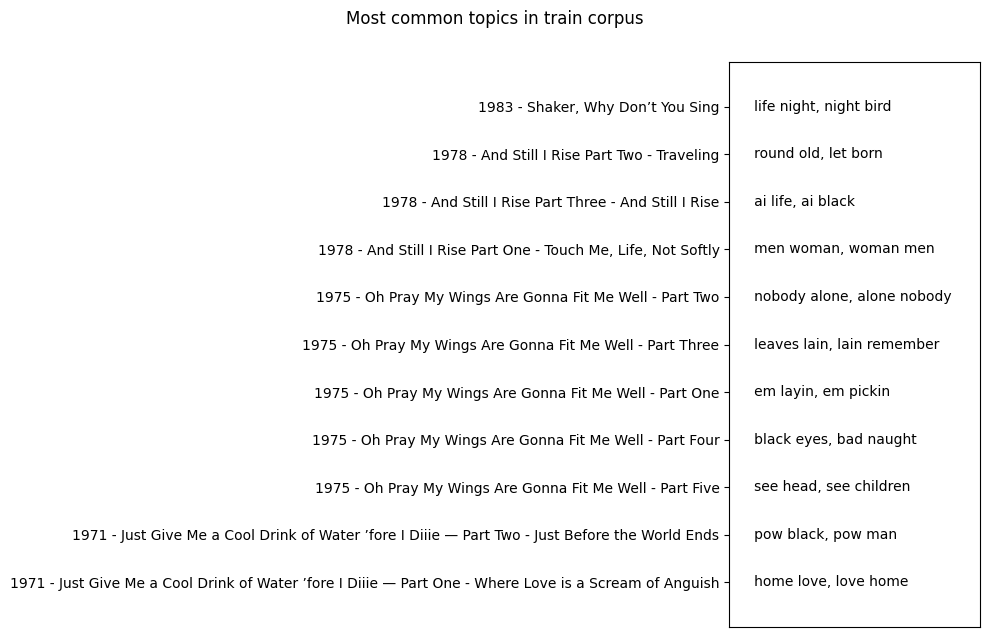 Most common topics in train corpus
1983 - Shaker, Why Don’t You Sing life night, night bird
1978 - And Still I Rise Part Two - Traveling round old, let born
1978 - And Still I Rise Part Three - And Still I Rise ai life, ai black
1978 - And Still I Rise Part One - Touch Me, Life, Not Softly men woman, woman men
1975 - Oh Pray My Wings Are Gonna Fit Me Well - Part Two nobody alone, alone nobody
1975 - Oh Pray My Wings Are Gonna Fit Me Well - Part Three leaves lain, lain remember
1975 - Oh Pray My Wings Are Gonna Fit Me Well - Part One em layin, em pickin
1975 - Oh Pray My Wings Are Gonna Fit Me Well - Part Four black eyes, bad naught
1975 - Oh Pray My Wings Are Gonna Fit Me Well - Part Five see head, see children
1971 - Just Give Me a Cool Drink of Water ’fore I Diiie — Part Two - Just Before the World Ends pow black, pow man
1971 - Just Give Me a Cool Drink of Water ’fore I Diiie — Part One - Where Love is a Scream of Anguish home love, love home